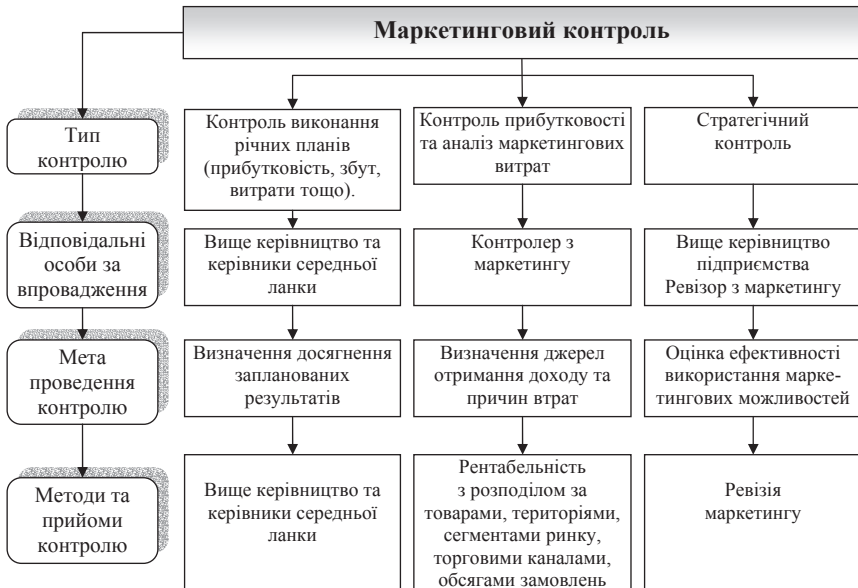 Маркетинговий контроль
Тип
контролю
Контроль виконання
річних планів
(прибутковість, збут,
витрати тощо).
Контроль прибутковості
та аналіз маркетингових
витрат
Стратегічний
контроль
Відповідальні
особи за
впровадження
Вище керівництво та
керівники середньої
ланки
Контролер з
маркетингу
Вище керівництво
підприємства
Ревізор з маркетингу
Мета
проведення
контролю
Визначення досягнення
запланованих
результатів
Визначення джерел
отримання доходу та
причин втрат
Оцінка ефективності
використання марке-
тингових можливостей
Методи та
прийоми
контролю
Вище керівництво та
керівники середньої
ланки
Рентабельність
з розподілом за
товарами, територіями,
сегментами ринку,
торговими каналами,
обсягами замовлень
Ревізія
маркетингу